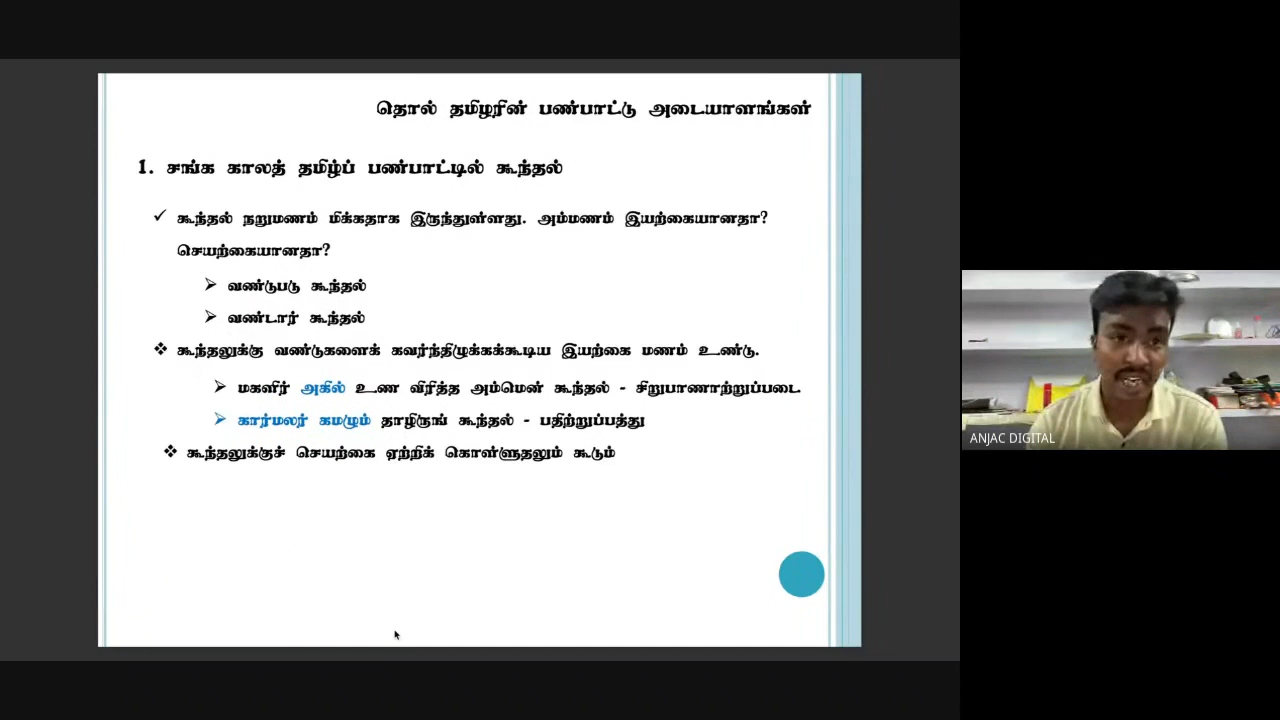 தொல் தமிழரின் பண்பாட்டு அடையாளங்கள்
1. சங்க காலத் தமிழ்ப் பண்பாட்டில் கூந்தல்
✓ கூந்தல் நறுமணம் மிக்கதாக இருந்துள்ளது. அம்மணம் இயற்கையானதா?
செயற்கையானதா?
➢ வண்டுபடு கூந்தல்
➢ வண்டார் கூந்தல்
❖ கூந்தலுக்கு வண்டுகளைக் கவர்ந்திழுக்கக்கூடிய இயற்கை மணம் உண்டு.
➢ மகளிர் அகில் உண விரித்த அம்மென் கூந்தல் - சிறுபாணாற்றுப்படை
➢ கார்மலர் கமழும் தாழிருங் கூந்தல் - பதிற்றுப்பத்து
❖ கூந்தலுக்குச் செயற்கை ஏற்றிக் கொள்ளுதலும் கூடும்
ANJAC DIGITAL